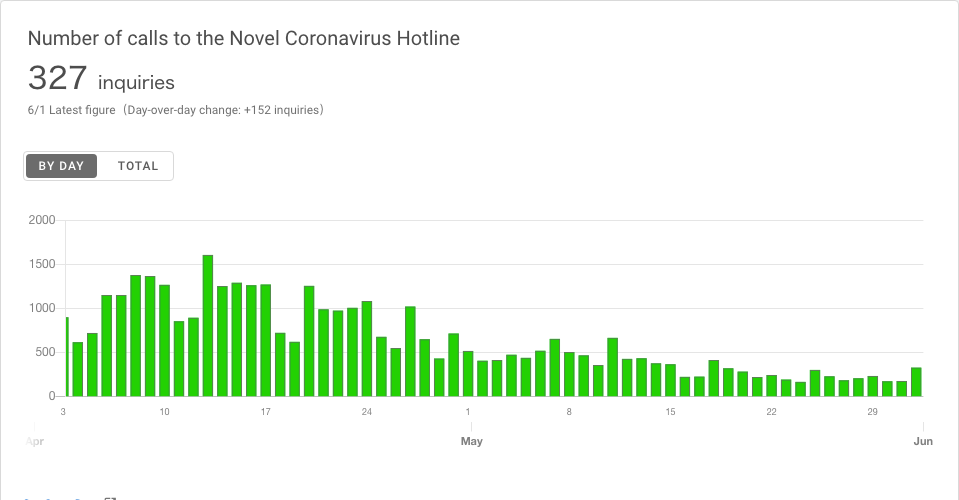 Number of calls to the Novel Coronavirus Hotline
327 inquiries
6/1 Latest figure（Day-over-day change: +152 inquiries）
BY DAY TOTAL
2000
1500
1000
500
0
3 10 17 24 1 8 15 22 29
Apr May Jun